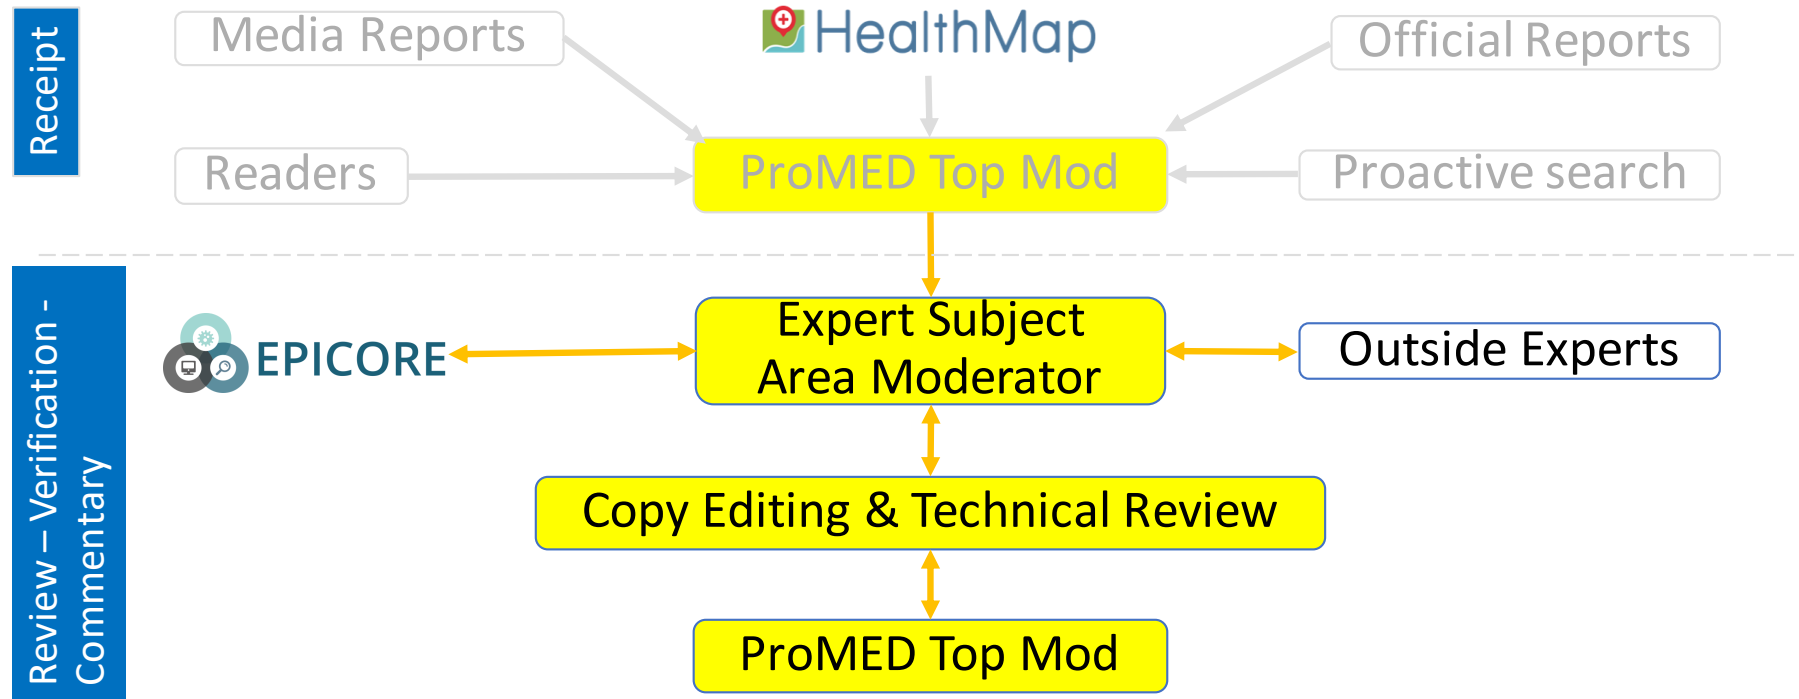 Receipt
Media Reports
HealthMap
Official Reports
Readers
ProMED Top Mod
Proactive search
Review – Verification -
Commentary
EPICORE
Expert Subject
Area Moderator
Outside Experts
Copy Editing & Technical Review
ProMED Top Mod